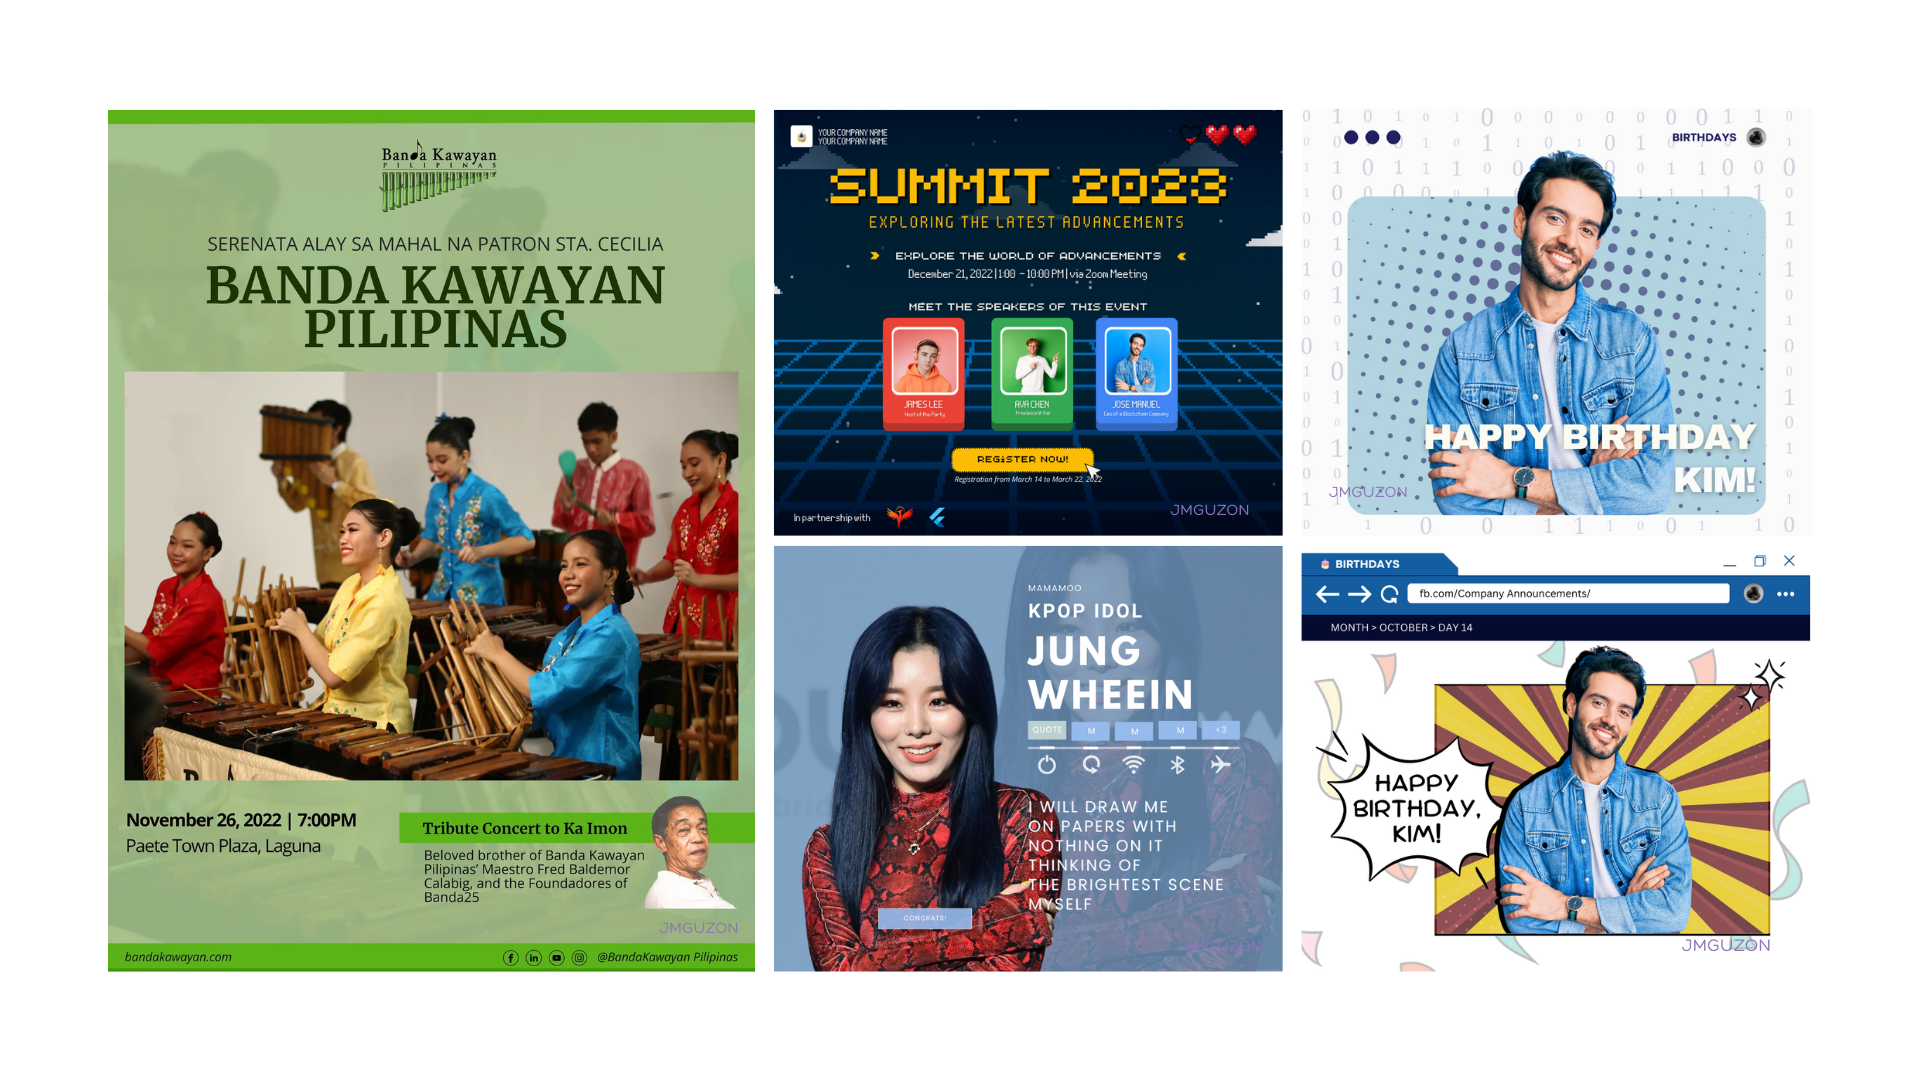 Banda Kawayan
PILIPINAS
SERENATA ALAY SA MAHAL NA PATRON STA. CECILIA
BANDA KAWAYAN
PILIPINAS
November 26, 2022 | 7:00PM
Paete Town Plaza, Laguna
Tribute Concert to Ka Imon
Beloved brother of Banda Kawayan
Pilipinas' Maestro Fred Baldemor
Calabig, and the Foundadores of
Banda25
JMGUZON
bandakawayan.com
@BandaKawayan Pilipinas
YOUR COMPANY NAME
YOUR COMPANY NAME
SUMMIT 2023
EXPLORING THE LATEST ADVANCEMENTS
EXPLORE THE WORLD OF ADVANCEMENTS
December 21, 2022 | 1:00 - 10:00 PM | via Zoom Meeting
MEET THE SPEAKERS OF THIS EVENT
JAMES LEE
Host of the Party
AVA CHEN
Freelance Writer
JOSE MANUEL
Ceo of a Blockchain Company
REGISTER NOW!
Registration from March 14 to March 22, 2022
In partnership with
JMGUZON
MAMAMOO
KPOP IDOL
JUNG
WHEEIN
QUOTE M M M <3
I WILL DRAW ME
ON PAPERS WITH
NOTHING ON IT
THINKING OF
THE BRIGHTEST SCENE
MYSELF
CONGRATS!
JMGUZON
BIRTHDAYS
HAPPY BIRTHDAY
KIM!
JMGUZON
BIRTHDAYS
fb.com/Company Announcements/
MONTH > OCTOBER > DAY 14
HAPPY
BIRTHDAY,
KIM!
JMGUZON